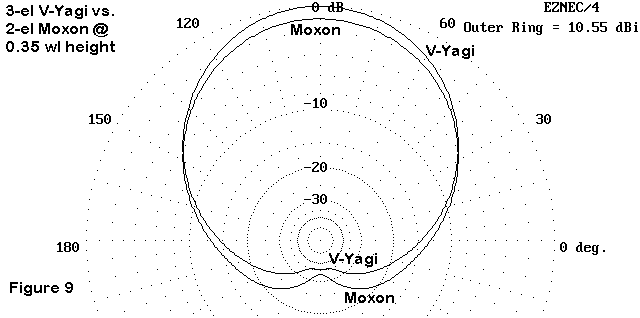 3-el V-Yagi vs.
2-el Moxon @
0.35 wl height
120
0 dB
60
EZNEC/4
Outer Ring = 10.55 dBi
Moxon
V-Yagi
-10
150
30
-20
-30
180
0 deg.
V-Yagi
Moxon
Figure 9